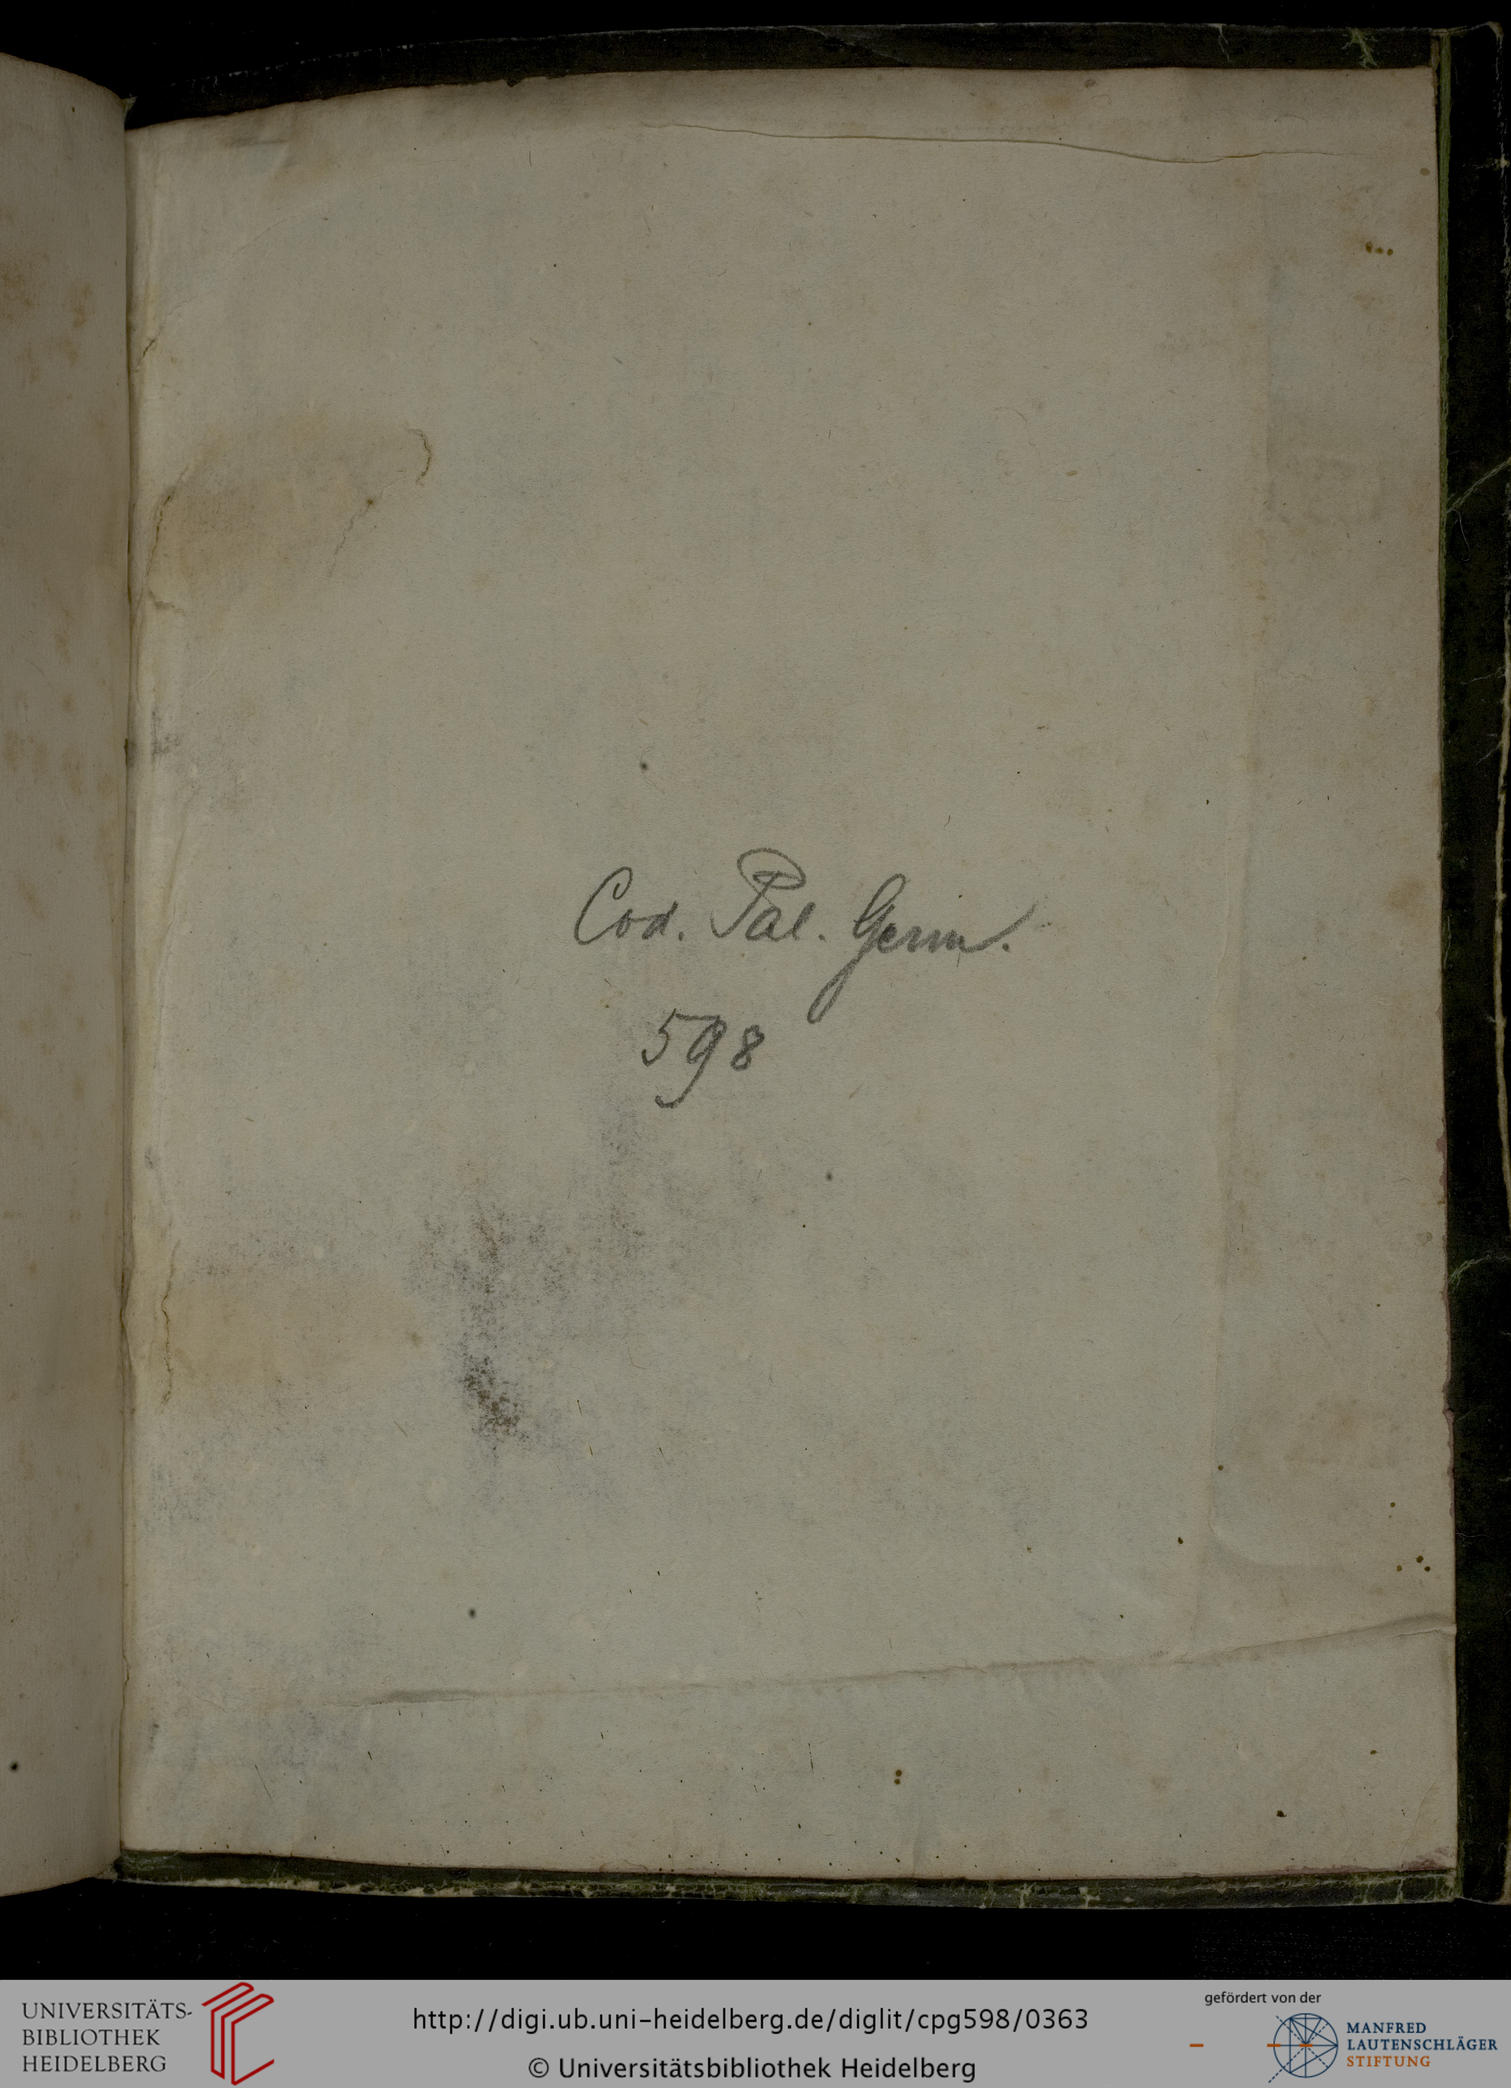 Cod. Pal. Germ.
598
UNIVERSITÄTS-
BIBLIOTHEK
HEIDELBERG
http://digi.ub.uni-heidelberg.de/diglit/cpg598/0363
© Universitätsbibliothek Heidelberg
gefördert von der
MANFRED
LAUTENSCHLÄGER
STIFTUNG